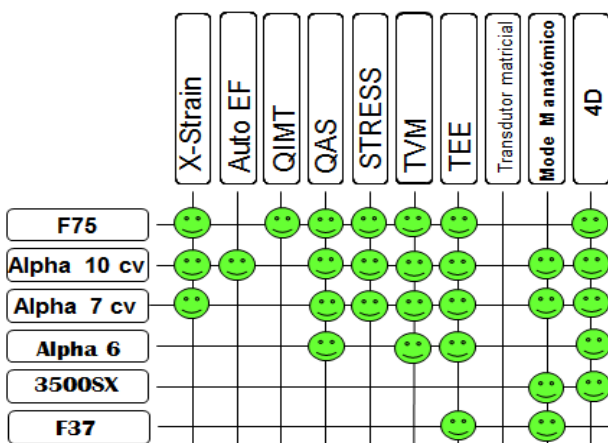 X-Strain
Auto EF
QIMT
QAS
STRESS
TVM
TEE
Transdutor matricial
Mode M anatómico
4D
F75
Alpha 10 cv
Alpha 7 cv
Alpha 6
3500SX
F37